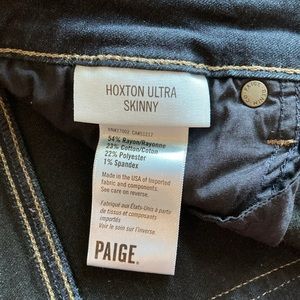 HOXTON ULTRA
SKINNY
54% Rayon/Rayonne
23% Cotton/Coton
22% Polyester
1% Spandex
Made in the USA of Imported
Fabric and components.
See care on reverse.
Fabriqué aux États-Unis à partir
de tissus et composants
importés
Voir le soin sur l'inverse.
PAIGE.